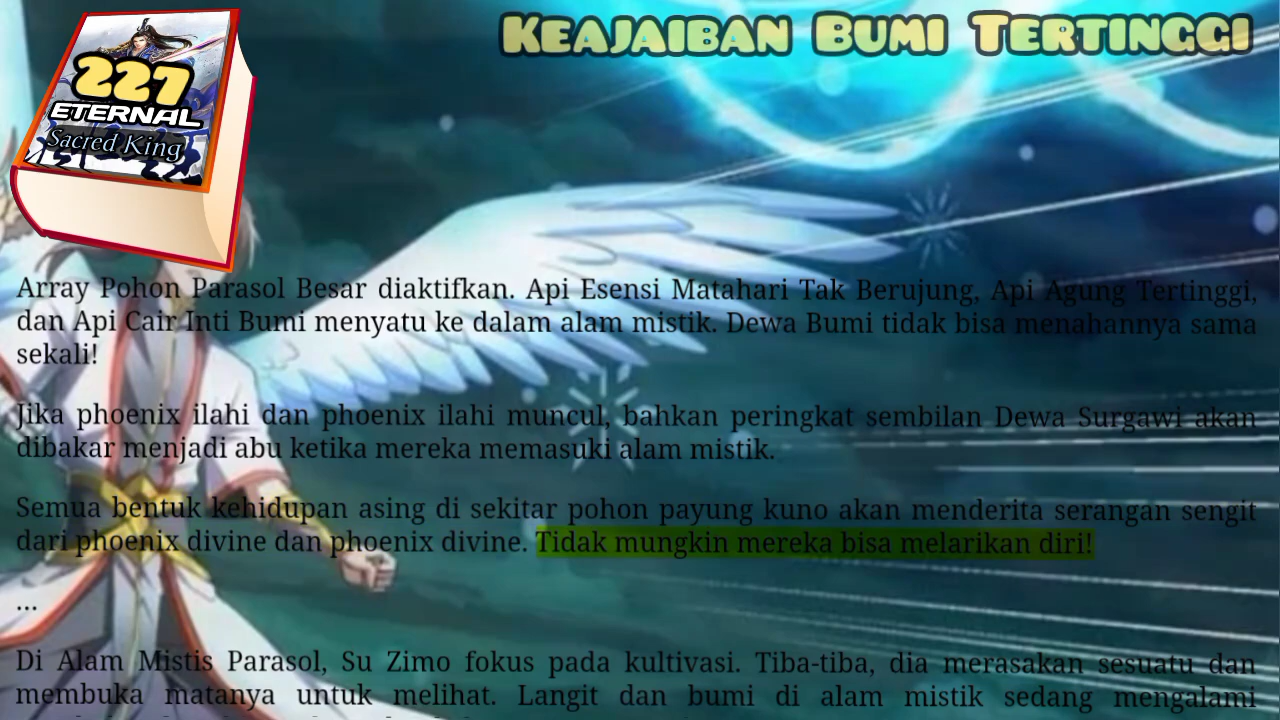 Keajaiban Bumi Tertinggi
227
ETERNAL
Sacred King
Array Pohon Parasol Besar diaktifkan. Api Esensi Matahari Tak Berujung, Api Agung Tertinggi,
dan Api Cair Inti Bumi menyatu ke dalam alam mistik. Dewa Bumi tidak bisa menahannya sama
sekali!
Jika phoenix ilahi dan phoenix ilahi muncul, bahkan peringkat sembilan Dewa Surgawi akan
dibakar menjadi abu ketika mereka memasuki alam mistik.
Semua bentuk kehidupan asing di sekitar pohon payung kuno akan menderita serangan sengit
dari phoenix divine dan phoenix divine. Tidak mungkin mereka bisa melarikan diri!
...
Di Alam Mistis Parasol, Su Zimo fokus pada kultivasi. Tiba-tiba, dia merasakan sesuatu dan
membuka matanya untuk melihat. Langit dan bumi di alam mistik sedang mengalami